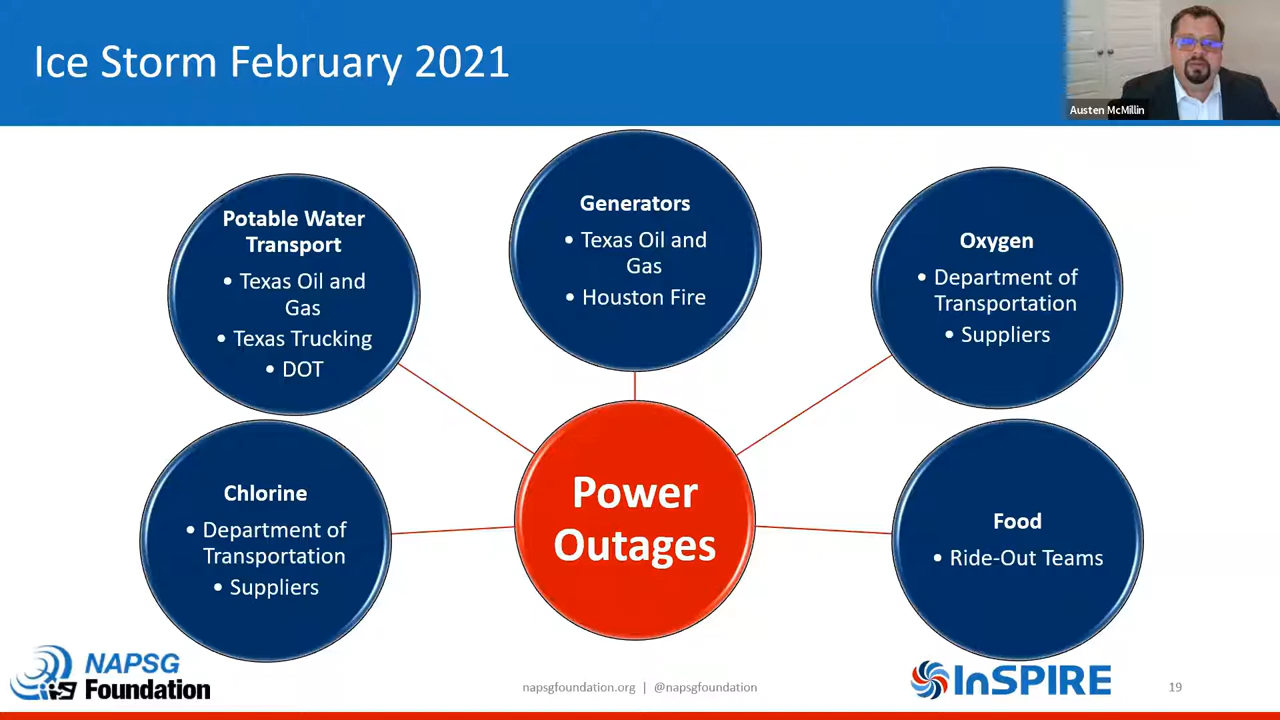 Ice Storm February 2021
Austen McMillin
Potable Water
Transport
• Texas Oil and
Gas
• Texas Trucking
• DOT
Generators
• Texas Oil and
Gas
• Houston Fire
Oxygen
• Department of
Transportation
• Suppliers
Chlorine
• Department of
Transportation
• Suppliers
Power
Outages
Food
• Ride-Out Teams
NAPSG
Foundation
napsgfoundation.org | @napsgfoundation
InSPIRE
19